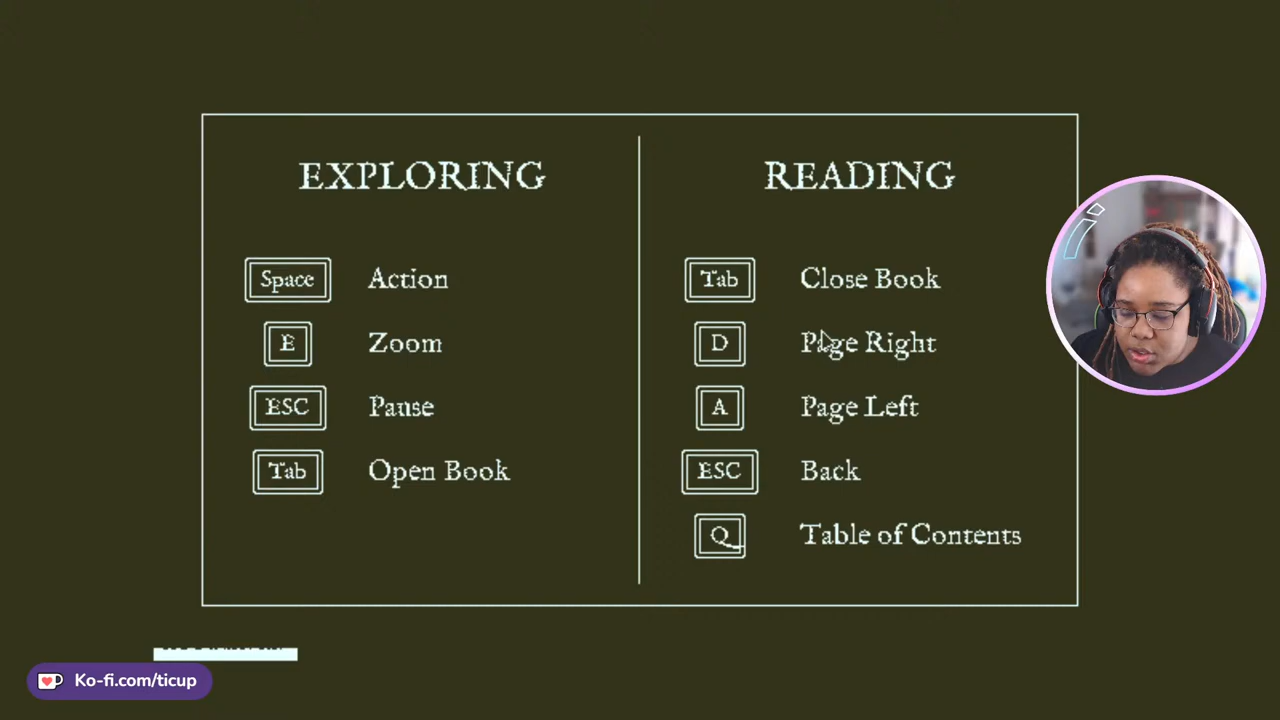 EXPLORING
Space Action
E Zoom
ESC Pause
Tab Open Book
READING
Tab Close Book
D Page Right
A Page Left
ESC Back
Q Table of Contents
Ko-fi.com/ticup